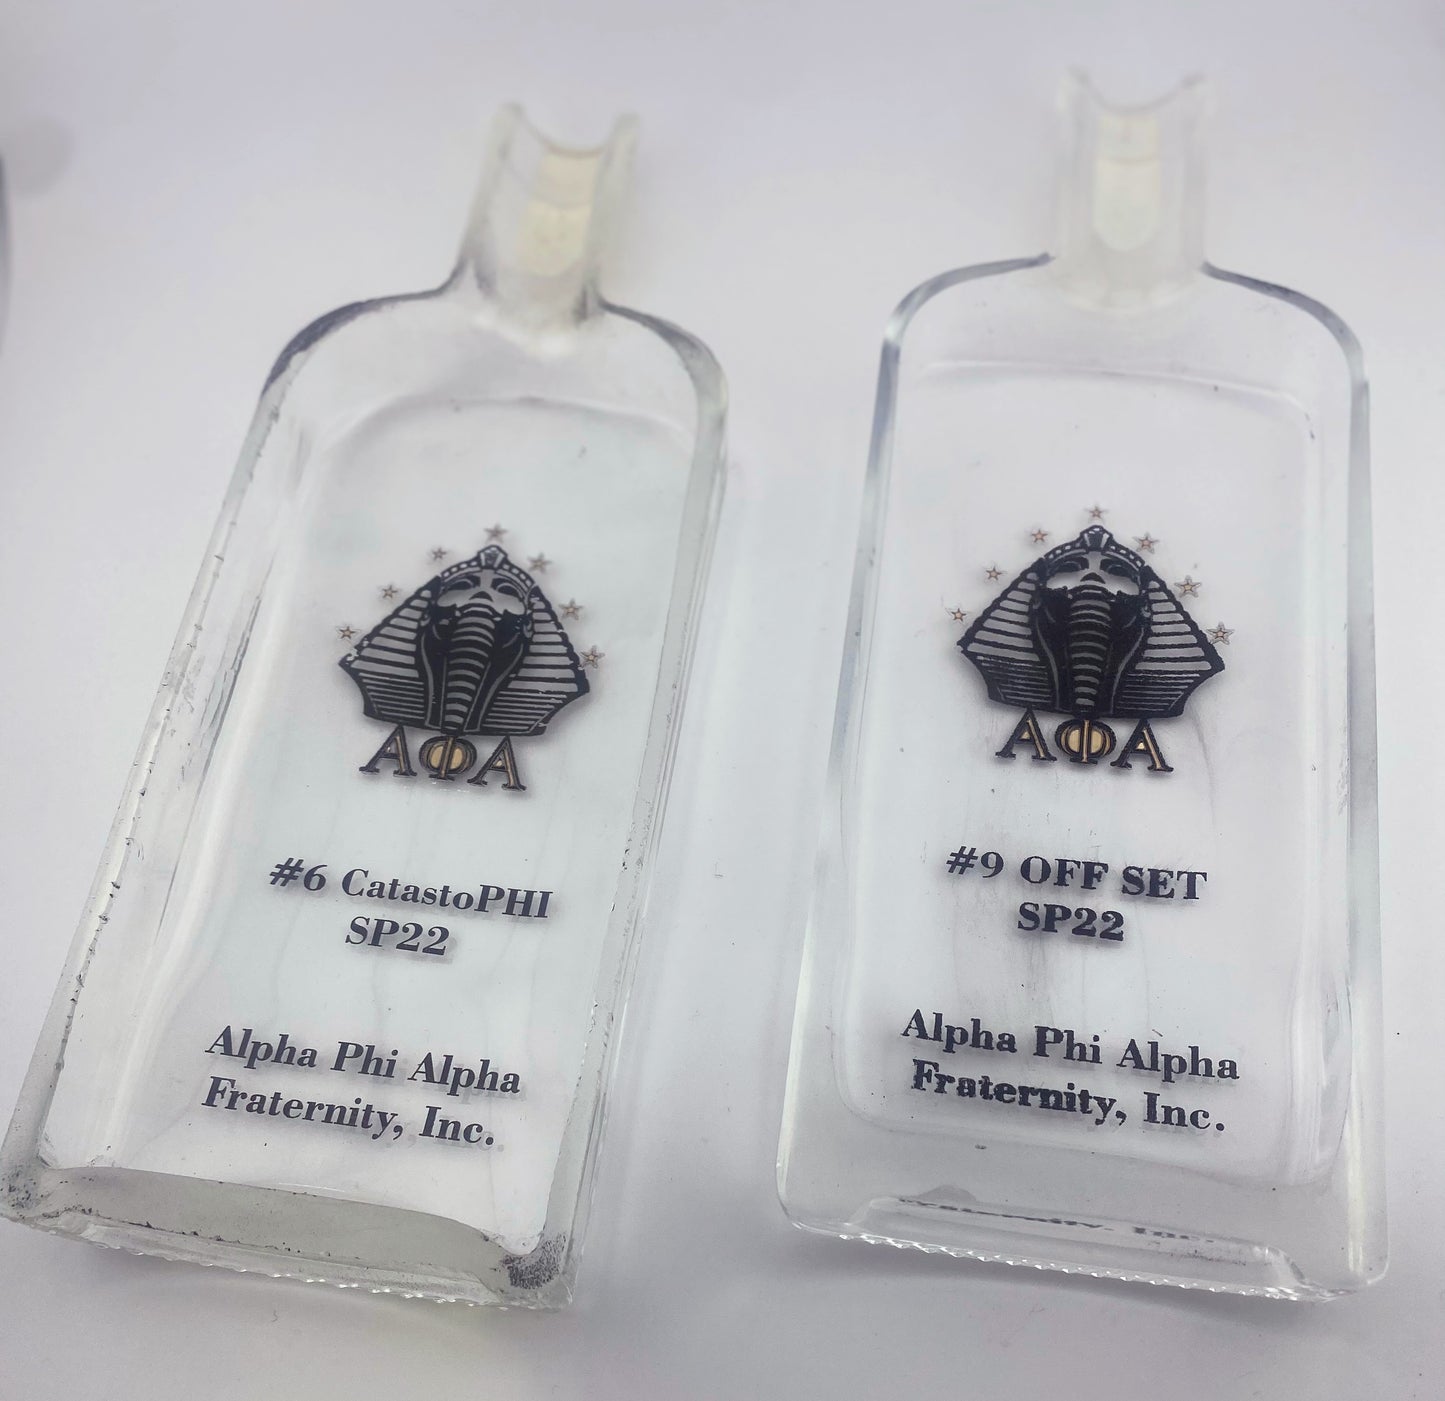 ΑΦΑ
#6 CatastoPHI
SP22
Alpha Phi Alpha
Fraternity, Inc.
ΑΦΑ
#9 OFF SET
SP22
Alpha Phi Alpha
Fraternity, Inc.